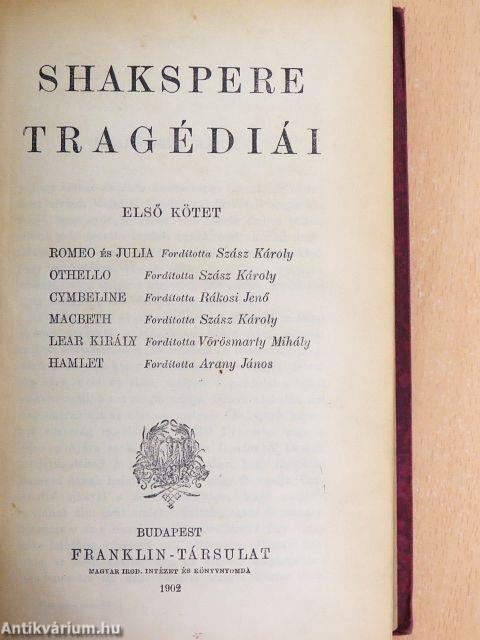 SHAKSPERE
TRAGÉDIÁI
ELSŐ KÖTET
ROMEO ÉS JULIA Fordította Szász Károly
OTHELLO Fordította Szász Károly
CYMBELINE Fordította Rákosi Jenő
MACBETH Fordította Szász Károly
LEAR KIRÁLY Fordította Vörösmarty Mihály
HAMLET Fordította Arany János
BUDAPEST
FRANKLIN-TÁRSULAT
MAGYAR IROD. INTÉZET ÉS KÖNYVNYOMDA
1902
Antikvárium.hu